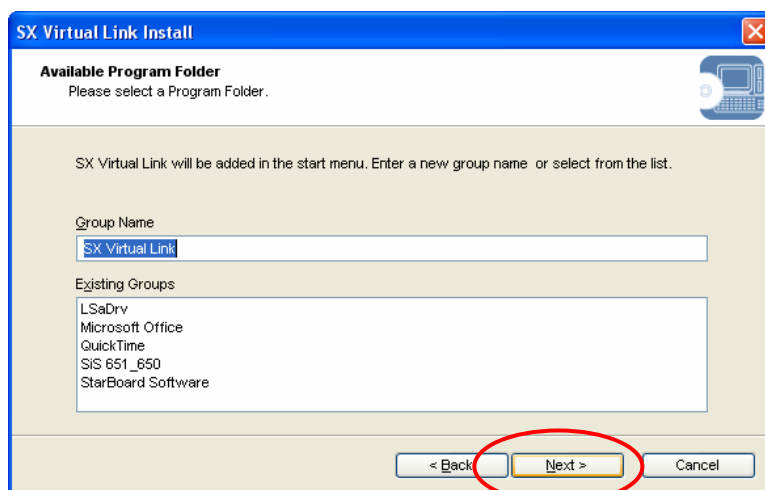 SX Virtual Link Install
Available Program Folder
Please select a Program Folder.
SX Virtual Link will be added in the start menu. Enter a new group name or select from the list.
Group Name
SX Virtual Link
Existing Groups
LSaDrv
Microsoft Office
QuickTime
SiS 651_650
StarBoard Software
< Back
Next >
Cancel